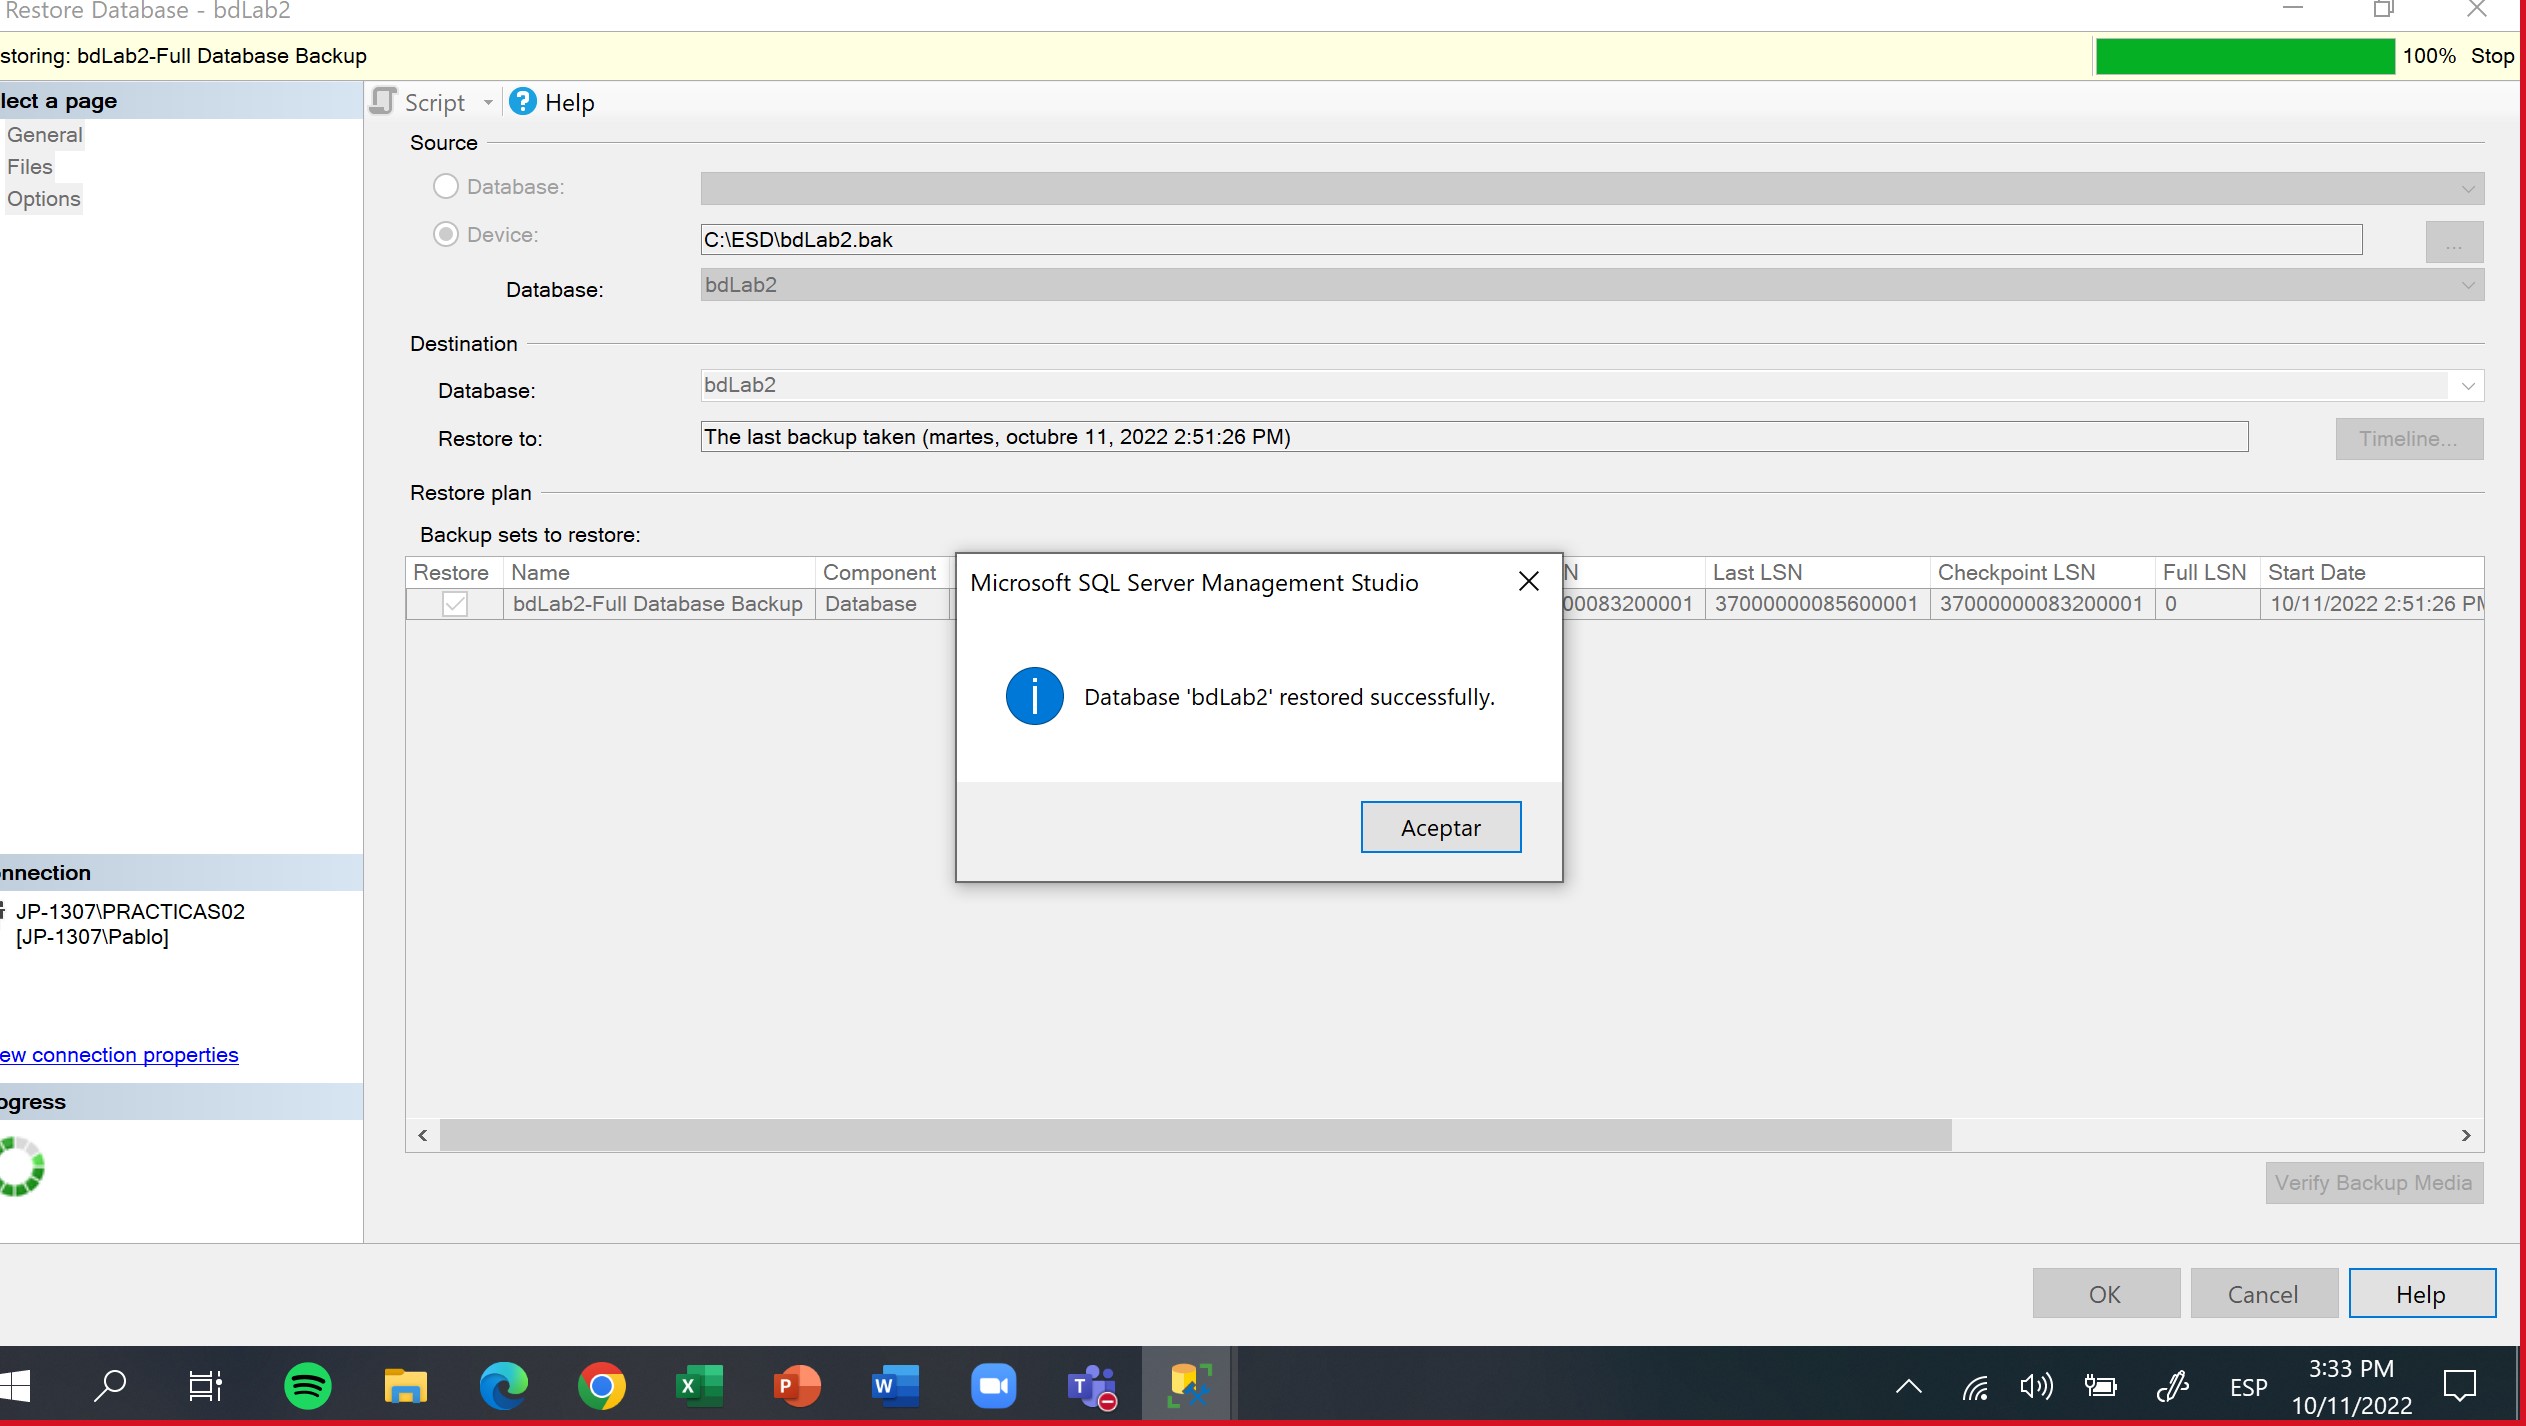 Restore Database - bdLab2
storing: bdLab2-Full Database Backup
100% Stop
lect a page
General
Files
Options
Script
Help
Source
Database:
Device:
C:\ESD\bdLab2.bak
...
Database:
bdLab2
Destination
Database:
bdLab2
Restore to:
The last backup taken (martes, octubre 11, 2022 2:51:26 PM)
Timeline...
Restore plan
Backup sets to restore:
Restore Name Component N Last LSN Checkpoint LSN Full LSN Start Date
bdLab2-Full Database Backup Database 00083200001 37000000085600001 37000000083200001 0 10/11/2022 2:51:26 PM
Microsoft SQL Server Management Studio
Database 'bdLab2' restored successfully.
Aceptar
onnection
JP-1307\PRACTICAS02
[JP-1307\Pablo]
ew connection properties
ogress
Verify Backup Media
OK
Cancel
Help
ESP
3:33 PM
10/11/2022